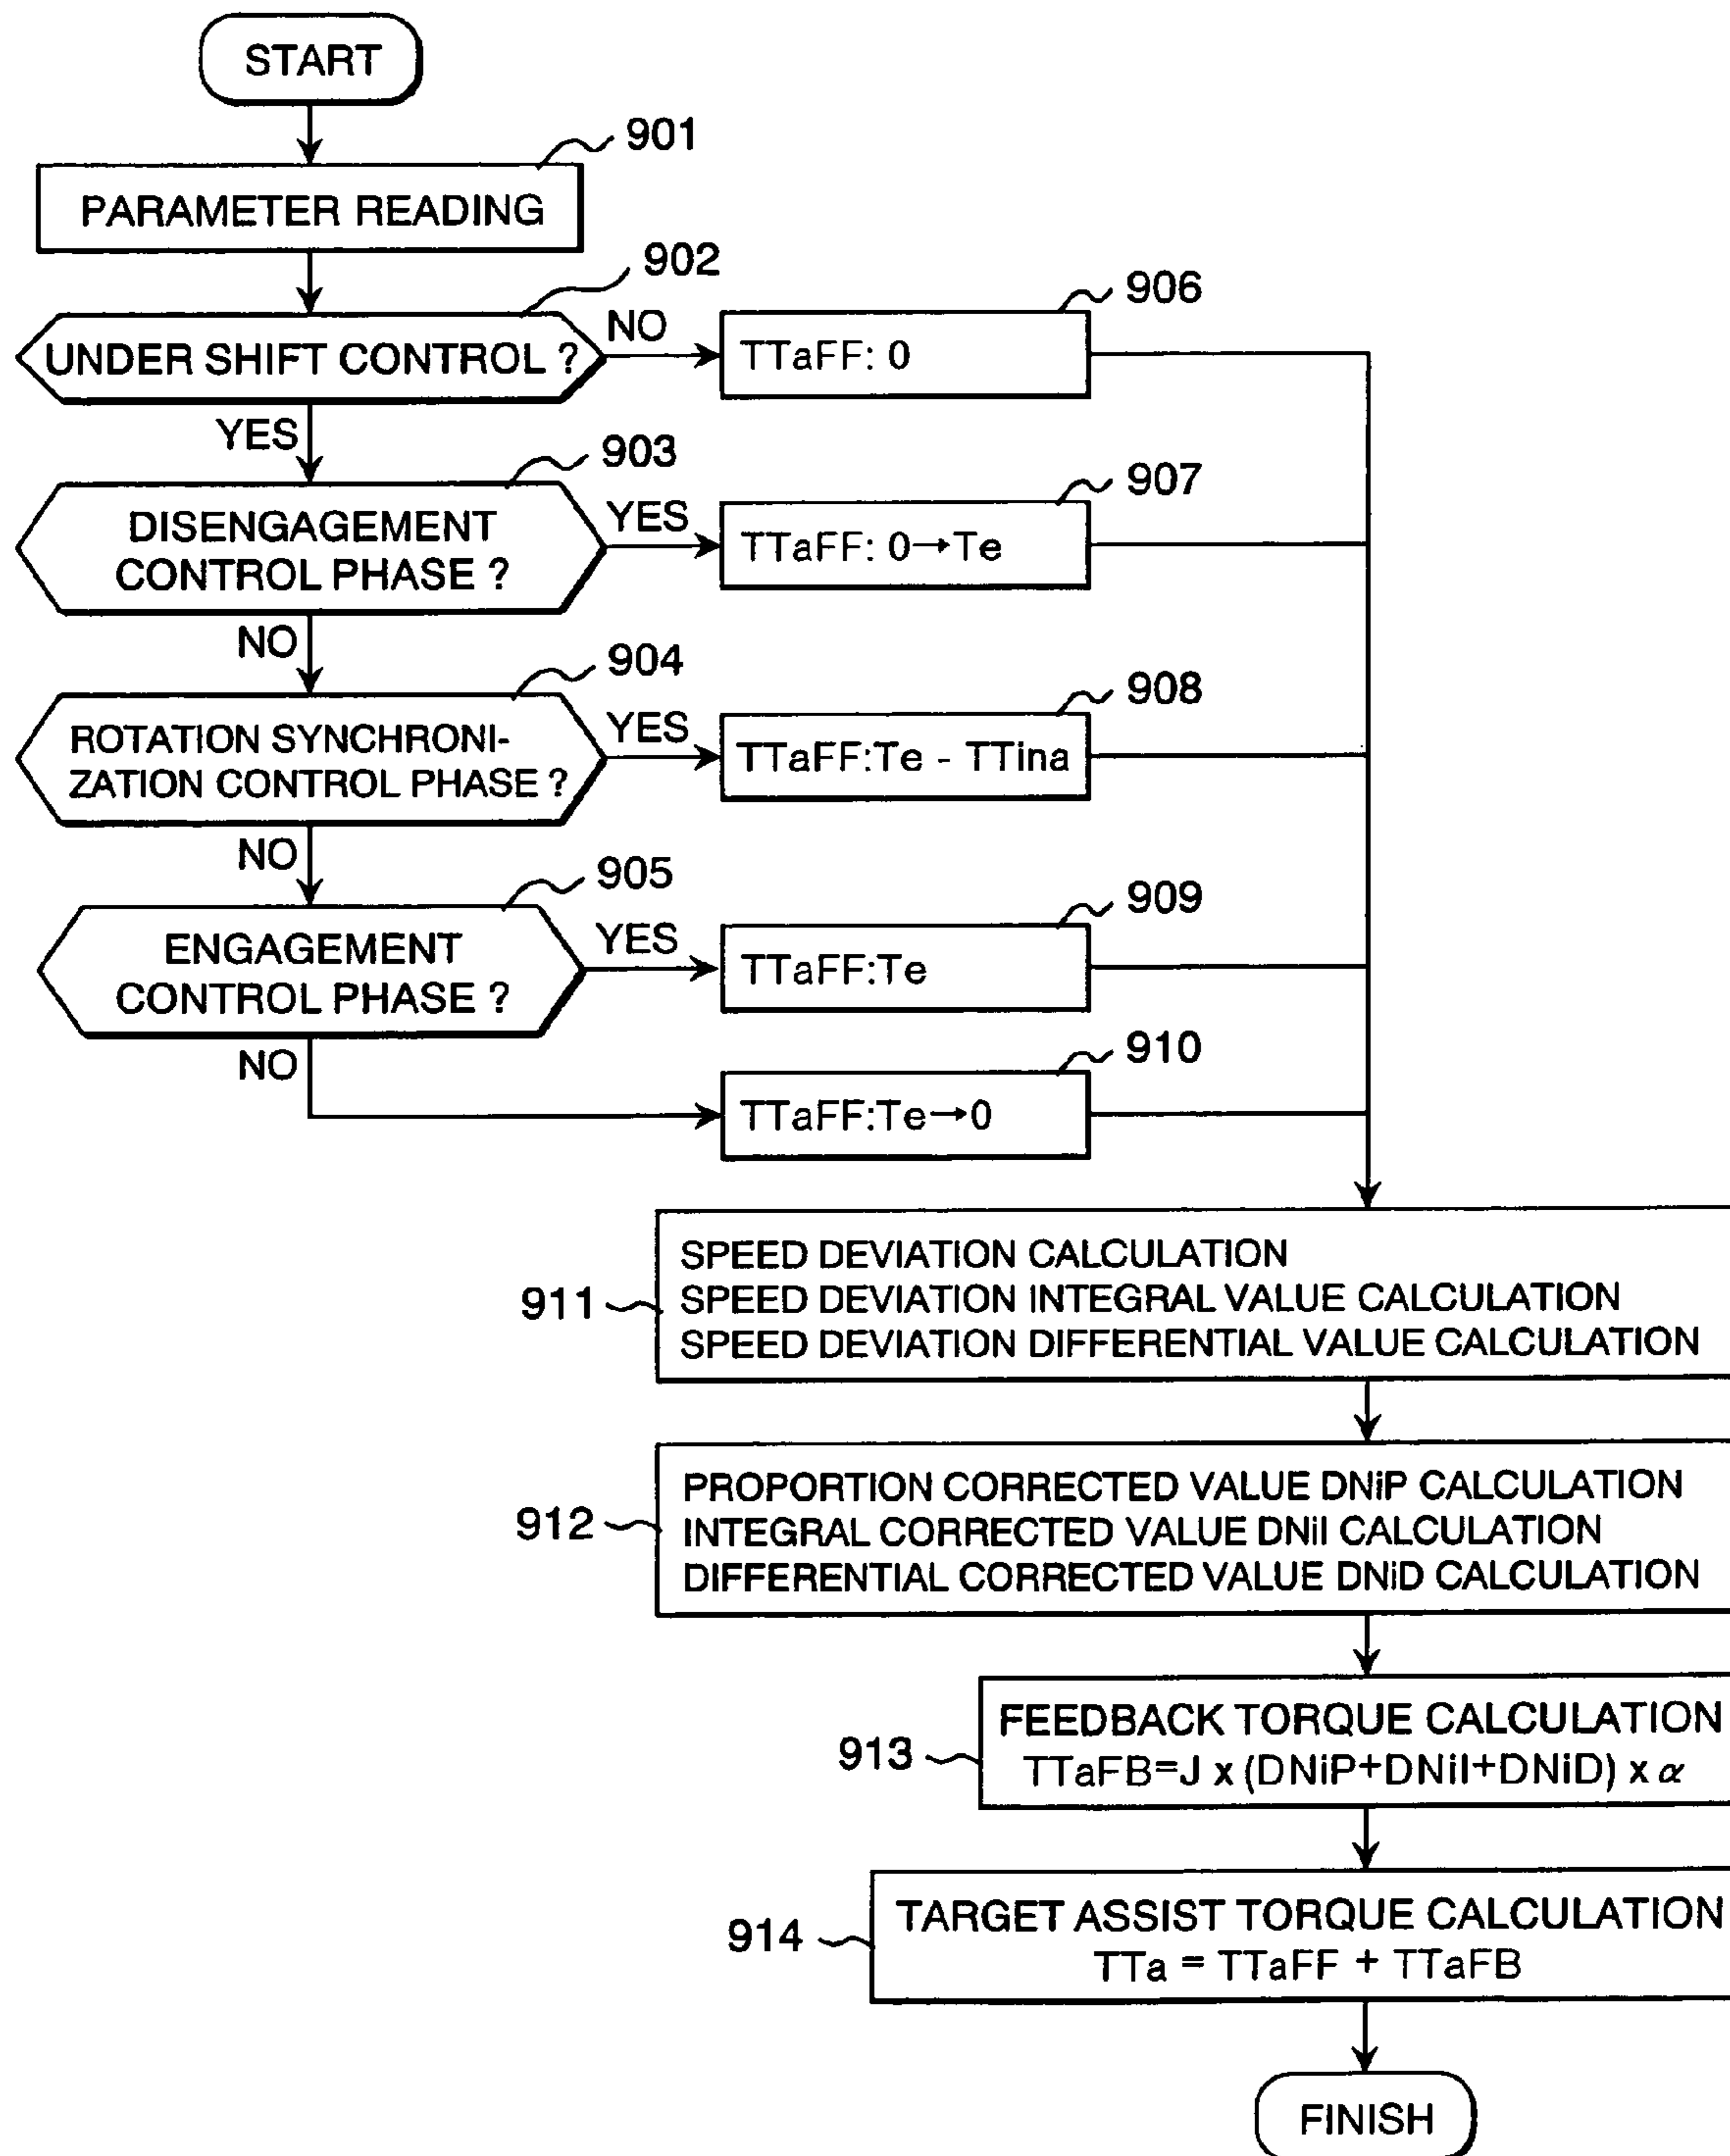 START
901
PARAMETER READING
902
UNDER SHIFT CONTROL ?
NO
906
TTaFF: 0
YES
903
DISENGAGEMENT
CONTROL PHASE ?
YES
907
TTaFF: 0→Te
NO
904
ROTATION SYNCHRONI-
ZATION CONTROL PHASE ?
YES
908
TTaFF:Te - TTina
NO
905
ENGAGEMENT
CONTROL PHASE ?
YES
909
TTaFF:Te
NO
910
TTaFF:Te→0
911
SPEED DEVIATION CALCULATION
SPEED DEVIATION INTEGRAL VALUE CALCULATION
SPEED DEVIATION DIFFERENTIAL VALUE CALCULATION
912
PROPORTION CORRECTED VALUE DNiP CALCULATION
INTEGRAL CORRECTED VALUE DNiI CALCULATION
DIFFERENTIAL CORRECTED VALUE DNiD CALCULATION
913
FEEDBACK TORQUE CALCULATION
TTaFB=J x (DNiP+DNiI+DNiD) x α
914
TARGET ASSIST TORQUE CALCULATION
TTa = TTaFF + TTaFB
FINISH